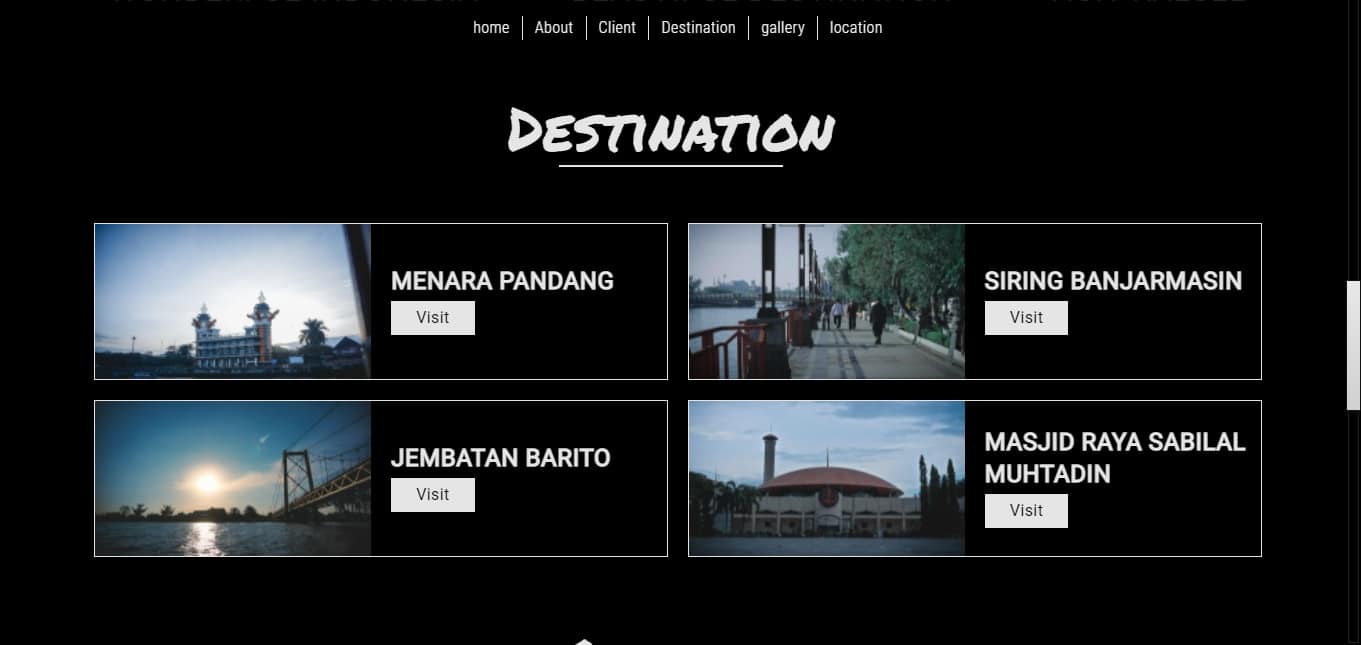 home
About
Client
Destination
gallery
location
DESTINATION
MENARA PANDANG
Visit
SIRING BANJARMASIN
Visit
JEMBATAN BARITO
Visit
MASJID RAYA SABILAL
MUHTADIN
Visit